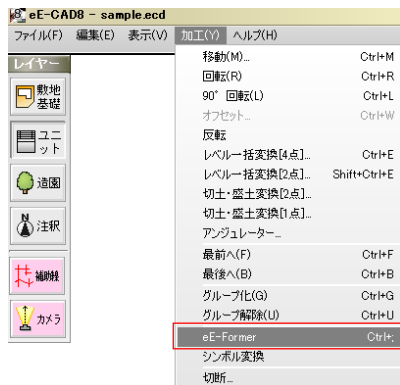 eE-CAD8 - sample.ecd
ファイル(F) 編集(E) 表示(V) 加工(Y) ヘルプ(H)
レイヤー
敷地
基礎
ユニ
ット
造園
注釈
補助線
カメラ
移動(M)... Ctrl+M
回転(R) Ctrl+R
90° 回転(L) Ctrl+L
オフセット... Ctrl+W
反転
レベル一括変換[4点]... Ctrl+E
レベル一括変換[2点]... Shift+Ctrl+E
切土・盛土変換[2点]...
切土・盛土変換[1点]...
アンジュレーター...
最前へ(F) Ctrl+F
最後へ(B) Ctrl+B
グループ化(G) Ctrl+G
グループ解除(U) Ctrl+U
eE-Former Ctrl+;
シンボル変換
切断...